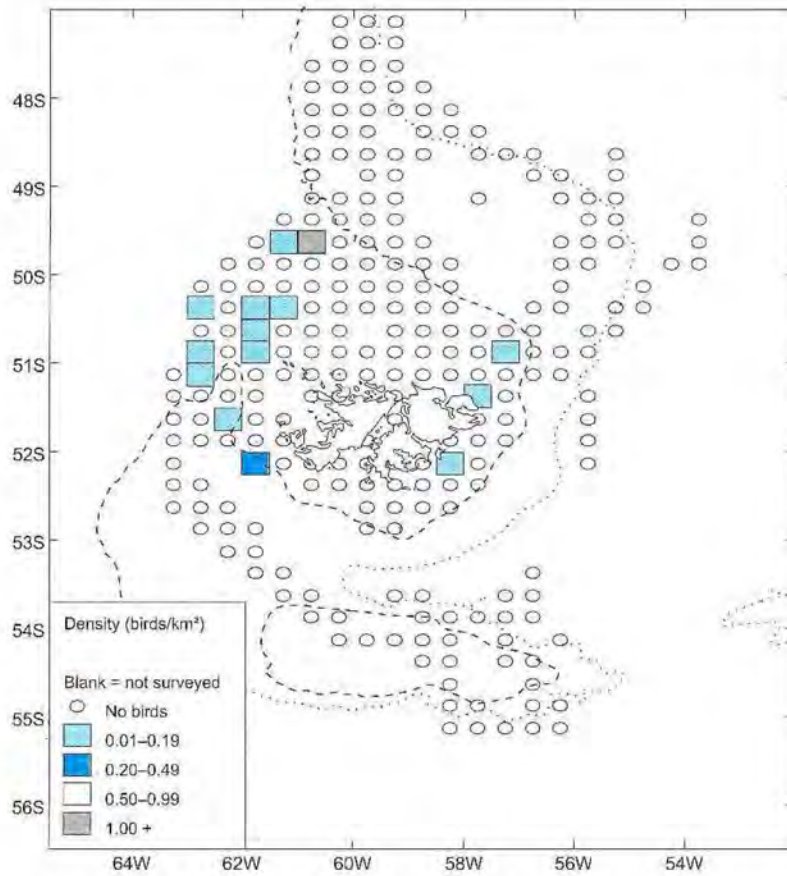 48S
49S
50S
51S
52S
53S
54S
55S
56S
Density (birds/km²)
Blank = not surveyed
No birds
0.01–0.19
0.20–0.49
0.50–0.99
1.00 +
64W 62W 60W 58W 56W 54W